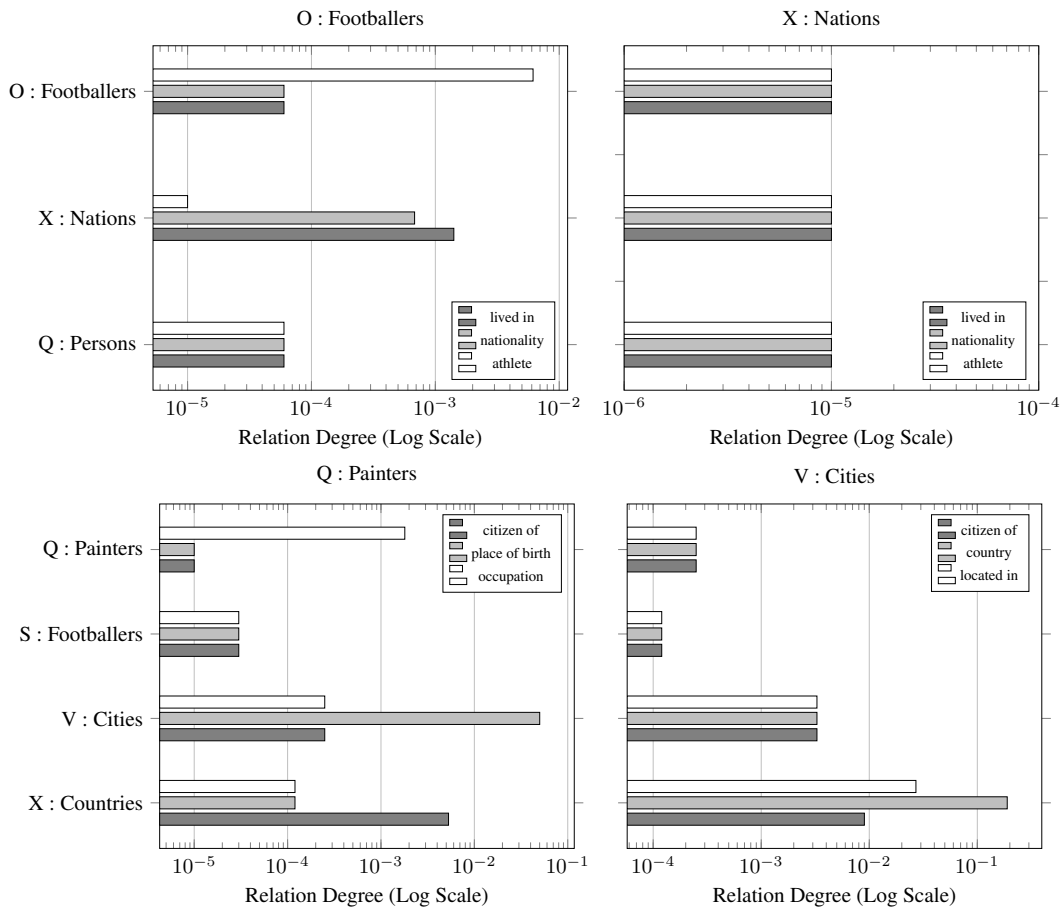 O : Footballers
X : Nations
O : Footballers
X : Nations
Q : Persons
lived in
nationality
athlete
lived in
nationality
athlete
10^-5 10^-4 10^-3 10^-2
10^-6 10^-5 10^-4
Relation Degree (Log Scale)
Relation Degree (Log Scale)
Q : Painters
V : Cities
Q : Painters
S : Footballers
V : Cities
X : Countries
citizen of
place of birth
occupation
citizen of
country
located in
10^-5 10^-4 10^-3 10^-2 10^-1
10^-4 10^-3 10^-2 10^-1
Relation Degree (Log Scale)
Relation Degree (Log Scale)